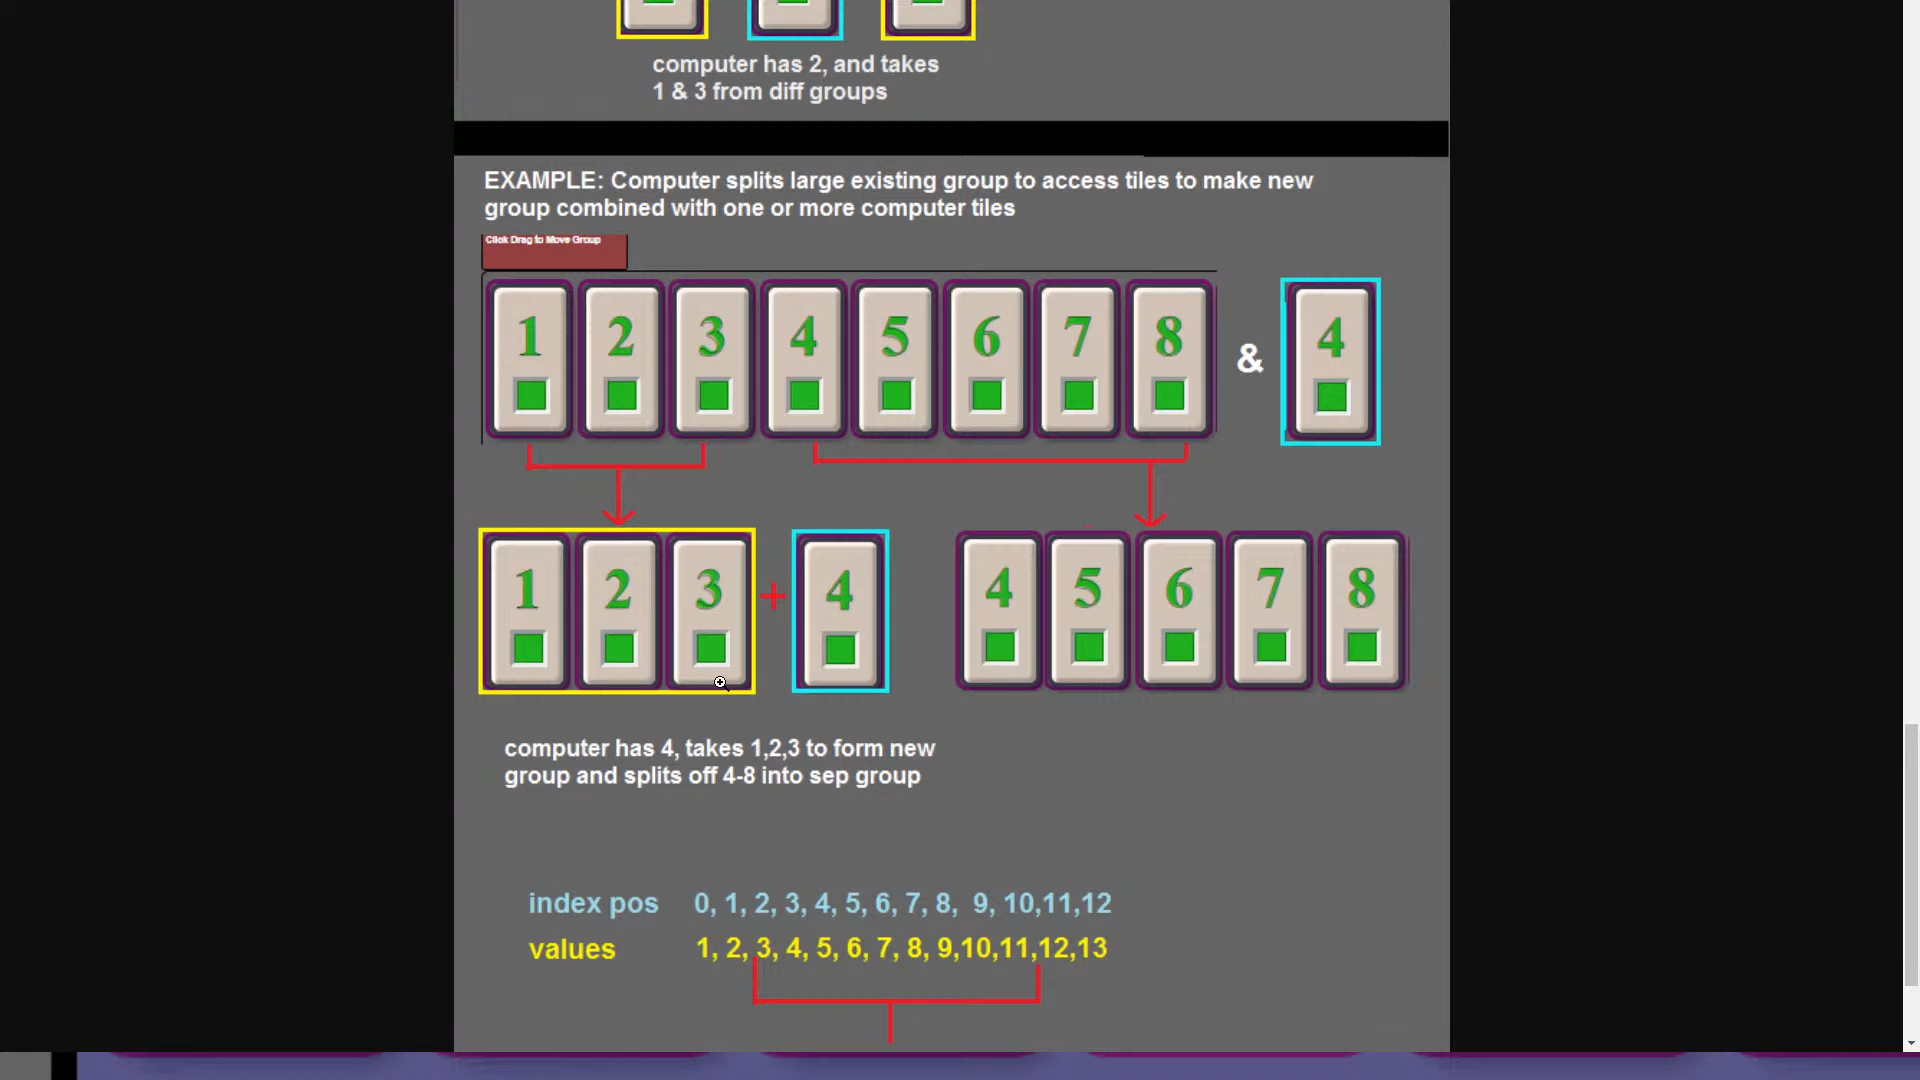 computer has 2, and takes
1 & 3 from diff groups
EXAMPLE: Computer splits large existing group to access tiles to make new
group combined with one or more computer tiles
Click Drag to Move Group
1 2 3 4 5 6 7 8 & 4
1 2 3 + 4 4 5 6 7 8
computer has 4, takes 1,2,3 to form new
group and splits off 4-8 into sep group
index pos 0, 1, 2, 3, 4, 5, 6, 7, 8, 9, 10,11,12
values 1, 2, 3, 4, 5, 6, 7, 8, 9,10,11,12,13